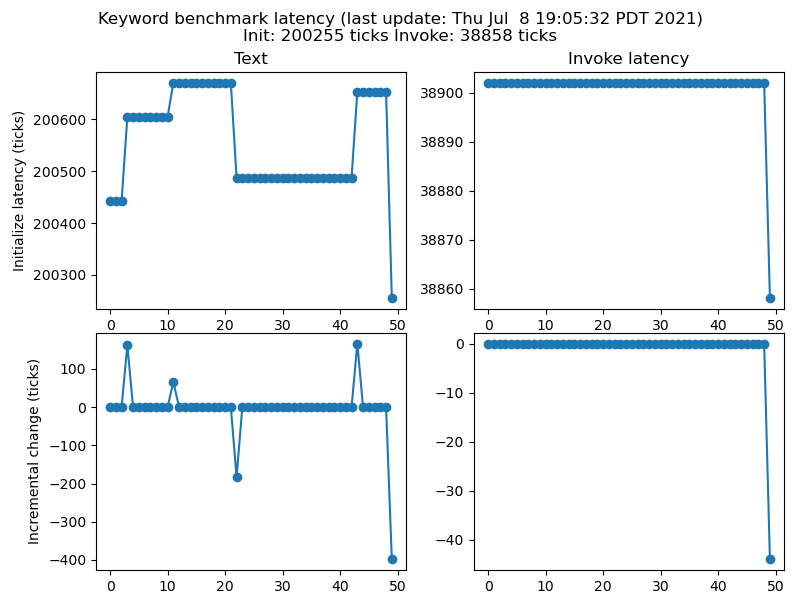 Keyword benchmark latency (last update: Thu Jul  8 19:05:32 PDT 2021)
Init: 200255 ticks Invoke: 38858 ticks
Text
Initialize latency (ticks)
200600
200500
200400
200300
0 10 20 30 40 50
Invoke latency
38900
38890
38880
38870
38860
0 10 20 30 40 50
Incremental change (ticks)
100
0
−100
−200
−300
−400
0 10 20 30 40 50
0
−10
−20
−30
−40
0 10 20 30 40 50